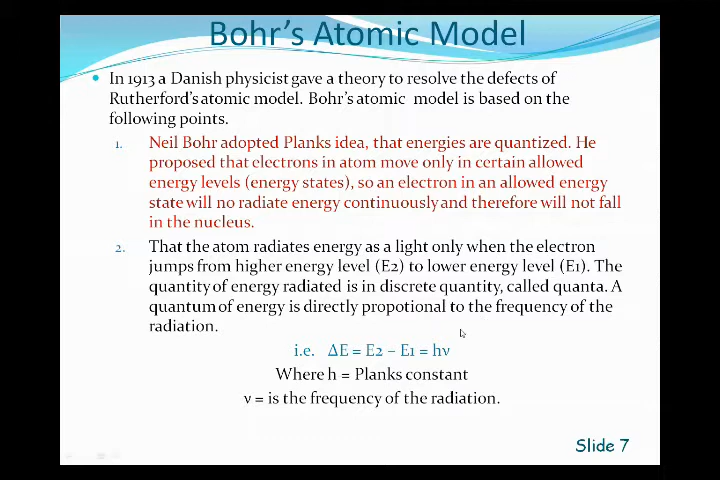 Bohr's Atomic Model
• In 1913 a Danish physicist gave a theory to resolve the defects of
Rutherford's atomic model. Bohr's atomic model is based on the
following points.
1. Neil Bohr adopted Planks idea, that energies are quantized. He
proposed that electrons in atom move only in certain allowed
energy levels (energy states), so an electron in an allowed energy
state will no radiate energy continuously and therefore will not fall
in the nucleus.
2. That the atom radiates energy as a light only when the electron
jumps from higher energy level (E2) to lower energy level (E1). The
quantity of energy radiated is in discrete quantity, called quanta. A
quantum of energy is directly propotional to the frequency of the
radiation.
i.e. ΔE = E2 – E1 = hν
Where h = Planks constant
ν = is the frequency of the radiation.
Slide 7